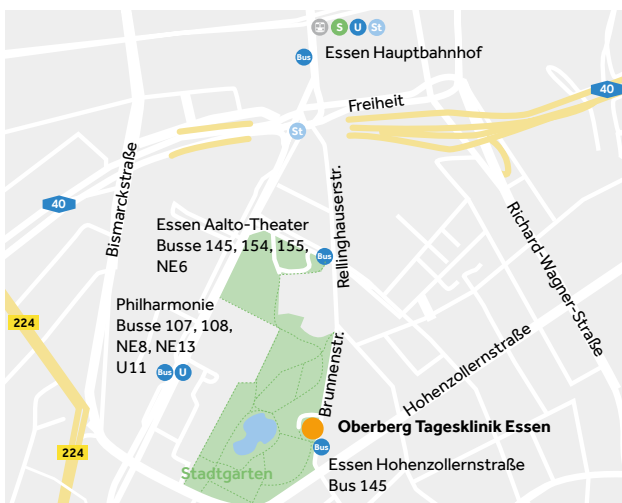 S U St
Bus
Essen Hauptbahnhof
40
Freiheit
St
Bismarckstraße
40
Rellinghauserstr.
Richard-Wagner-Straße
Essen Aalto-Theater
Busse 145, 154, 155,
NE6
Bus
Philharmonie
Busse 107, 108,
NE8, NE13
U11
Bus U
224
Hohenzollernstraße
Brunnenstr.
Oberberg Tagesklinik Essen
Bus
224
Stadtgarten
Essen Hohenzollernstraße
Bus 145